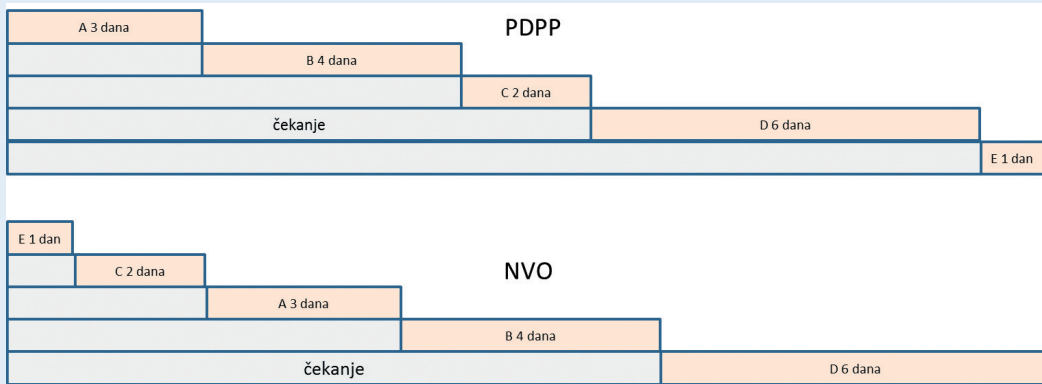 A 3 dana
PDPP
B 4 dana
C 2 dana
čekanje
D 6 dana
E 1 dan
E 1 dan
C 2 dana
NVO
A 3 dana
B 4 dana
čekanje
D 6 dana